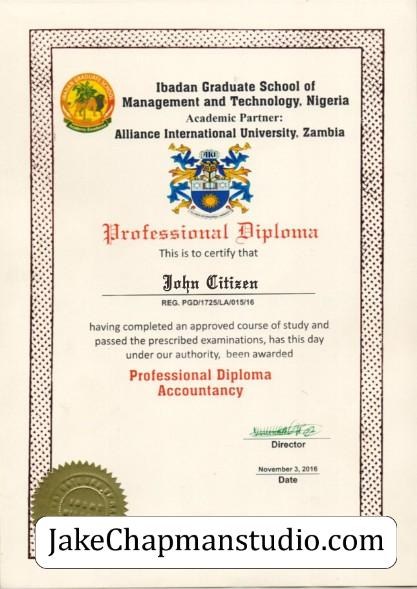 Ibadan Graduate School of
Management and Technology, Nigeria
Academic Partner:
Alliance International University, Zambia
Professional Diploma
This is to certify that
John Citizen
REG. PGD/1725/LA/015/16
having completed an approved course of study and
passed the prescribed examinations, has this day
under our authority, been awarded
Professional Diploma
Accountancy
Director
November 3, 2016
Date
JakeChapmanstudio.com